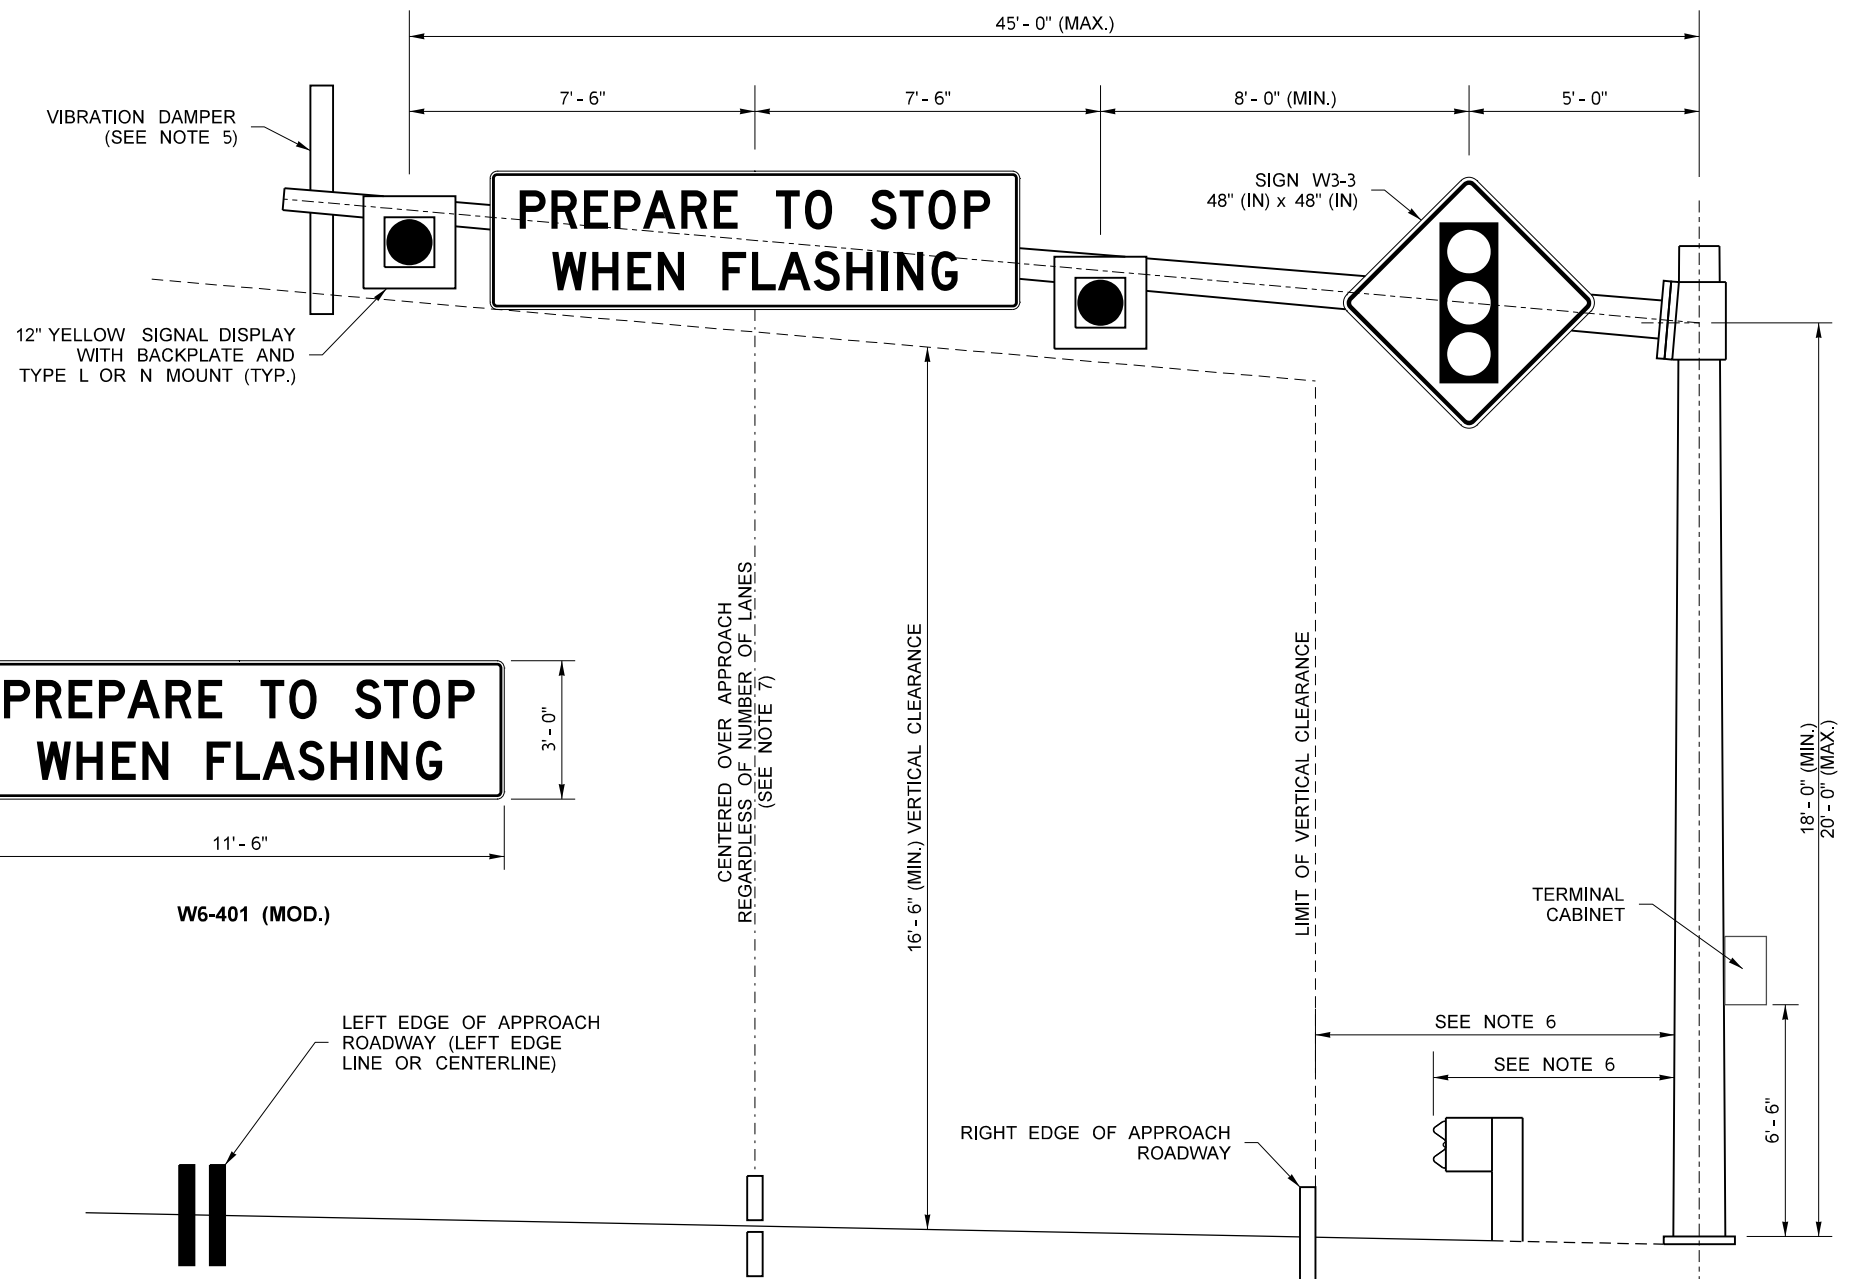 45'- 0" (MAX.)
7'- 6"
7'- 6"
8'- 0" (MIN.)
5'- 0"
VIBRATION DAMPER
(SEE NOTE 5)
PREPARE TO STOP
WHEN FLASHING
SIGN W3-3
48" (IN) x 48" (IN)
12" YELLOW SIGNAL DISPLAY
WITH BACKPLATE AND
TYPE L OR N MOUNT (TYP.)
CENTERED OVER APPROACH
REGARDLESS OF NUMBER OF LANES
(SEE NOTE 7)
16'- 6" (MIN.) VERTICAL CLEARANCE
LIMIT OF VERTICAL CLEARANCE
18'- 0" (MIN.)
20'- 0" (MAX.)
PREPARE TO STOP
WHEN FLASHING
3'- 0"
11'- 6"
W6-401 (MOD.)
TERMINAL
CABINET
LEFT EDGE OF APPROACH
ROADWAY (LEFT EDGE
LINE OR CENTERLINE)
SEE NOTE 6
SEE NOTE 6
6'- 6"
RIGHT EDGE OF APPROACH
ROADWAY